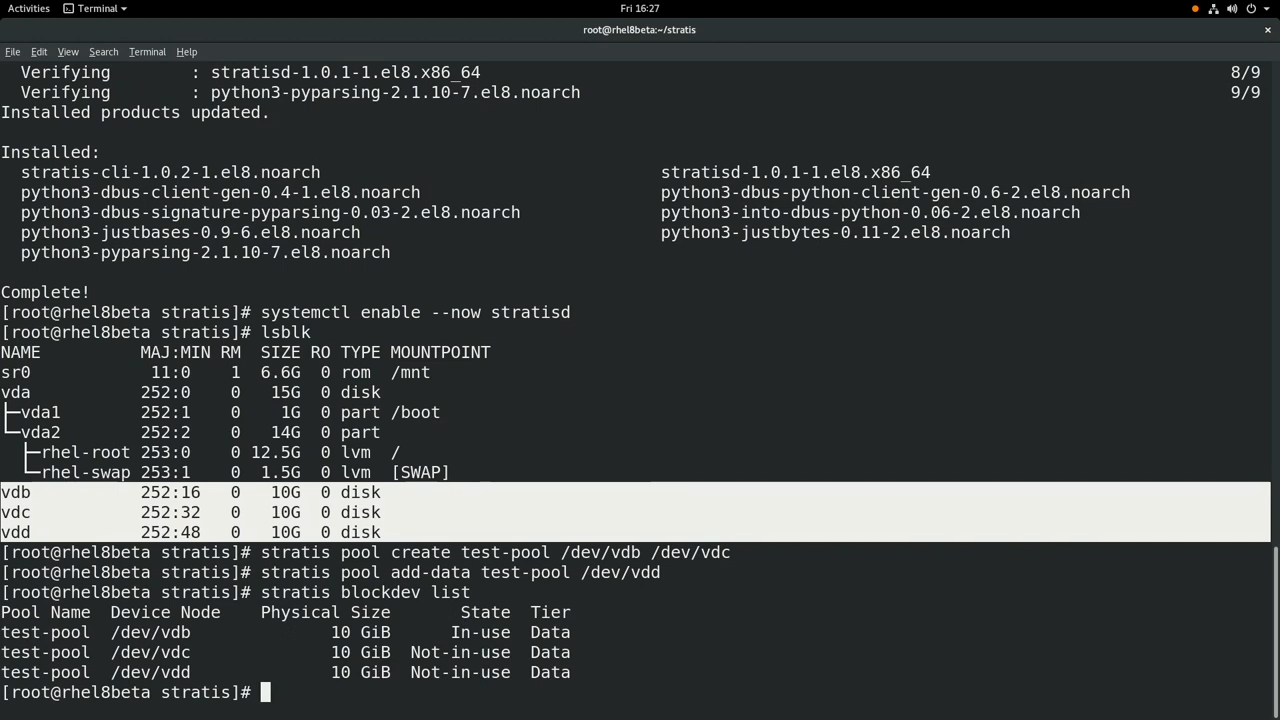 Activities Terminal Fri 16:27
root@rhel8beta:~/stratis ×
File Edit View Search Terminal Help
Verifying : stratisd-1.0.1-1.el8.x86_64 8/9
Verifying : python3-pyparsing-2.1.10-7.el8.noarch 9/9
Installed products updated.
Installed:
stratis-cli-1.0.2-1.el8.noarch stratisd-1.0.1-1.el8.x86_64
python3-dbus-client-gen-0.4-1.el8.noarch python3-dbus-python-client-gen-0.6-2.el8.noarch
python3-dbus-signature-pyparsing-0.03-2.el8.noarch python3-into-dbus-python-0.06-2.el8.noarch
python3-justbases-0.9-6.el8.noarch python3-justbytes-0.11-2.el8.noarch
python3-pyparsing-2.1.10-7.el8.noarch
Complete!
[root@rhel8beta stratis]# systemctl enable --now stratisd
[root@rhel8beta stratis]# lsblk
NAME MAJ:MIN RM SIZE RO TYPE MOUNTPOINT
sr0 11:0 1 6.6G 0 rom /mnt
vda 252:0 0 15G 0 disk
├─vda1 252:1 0 1G 0 part /boot
└─vda2 252:2 0 14G 0 part
├─rhel-root 253:0 0 12.5G 0 lvm /
└─rhel-swap 253:1 0 1.5G 0 lvm [SWAP]
vdb 252:16 0 10G 0 disk
vdc 252:32 0 10G 0 disk
vdd 252:48 0 10G 0 disk
[root@rhel8beta stratis]# stratis pool create test-pool /dev/vdb /dev/vdc
[root@rhel8beta stratis]# stratis pool add-data test-pool /dev/vdd
[root@rhel8beta stratis]# stratis blockdev list
Pool Name Device Node Physical Size State Tier
test-pool /dev/vdb 10 GiB In-use Data
test-pool /dev/vdc 10 GiB Not-in-use Data
test-pool /dev/vdd 10 GiB Not-in-use Data
[root@rhel8beta stratis]#